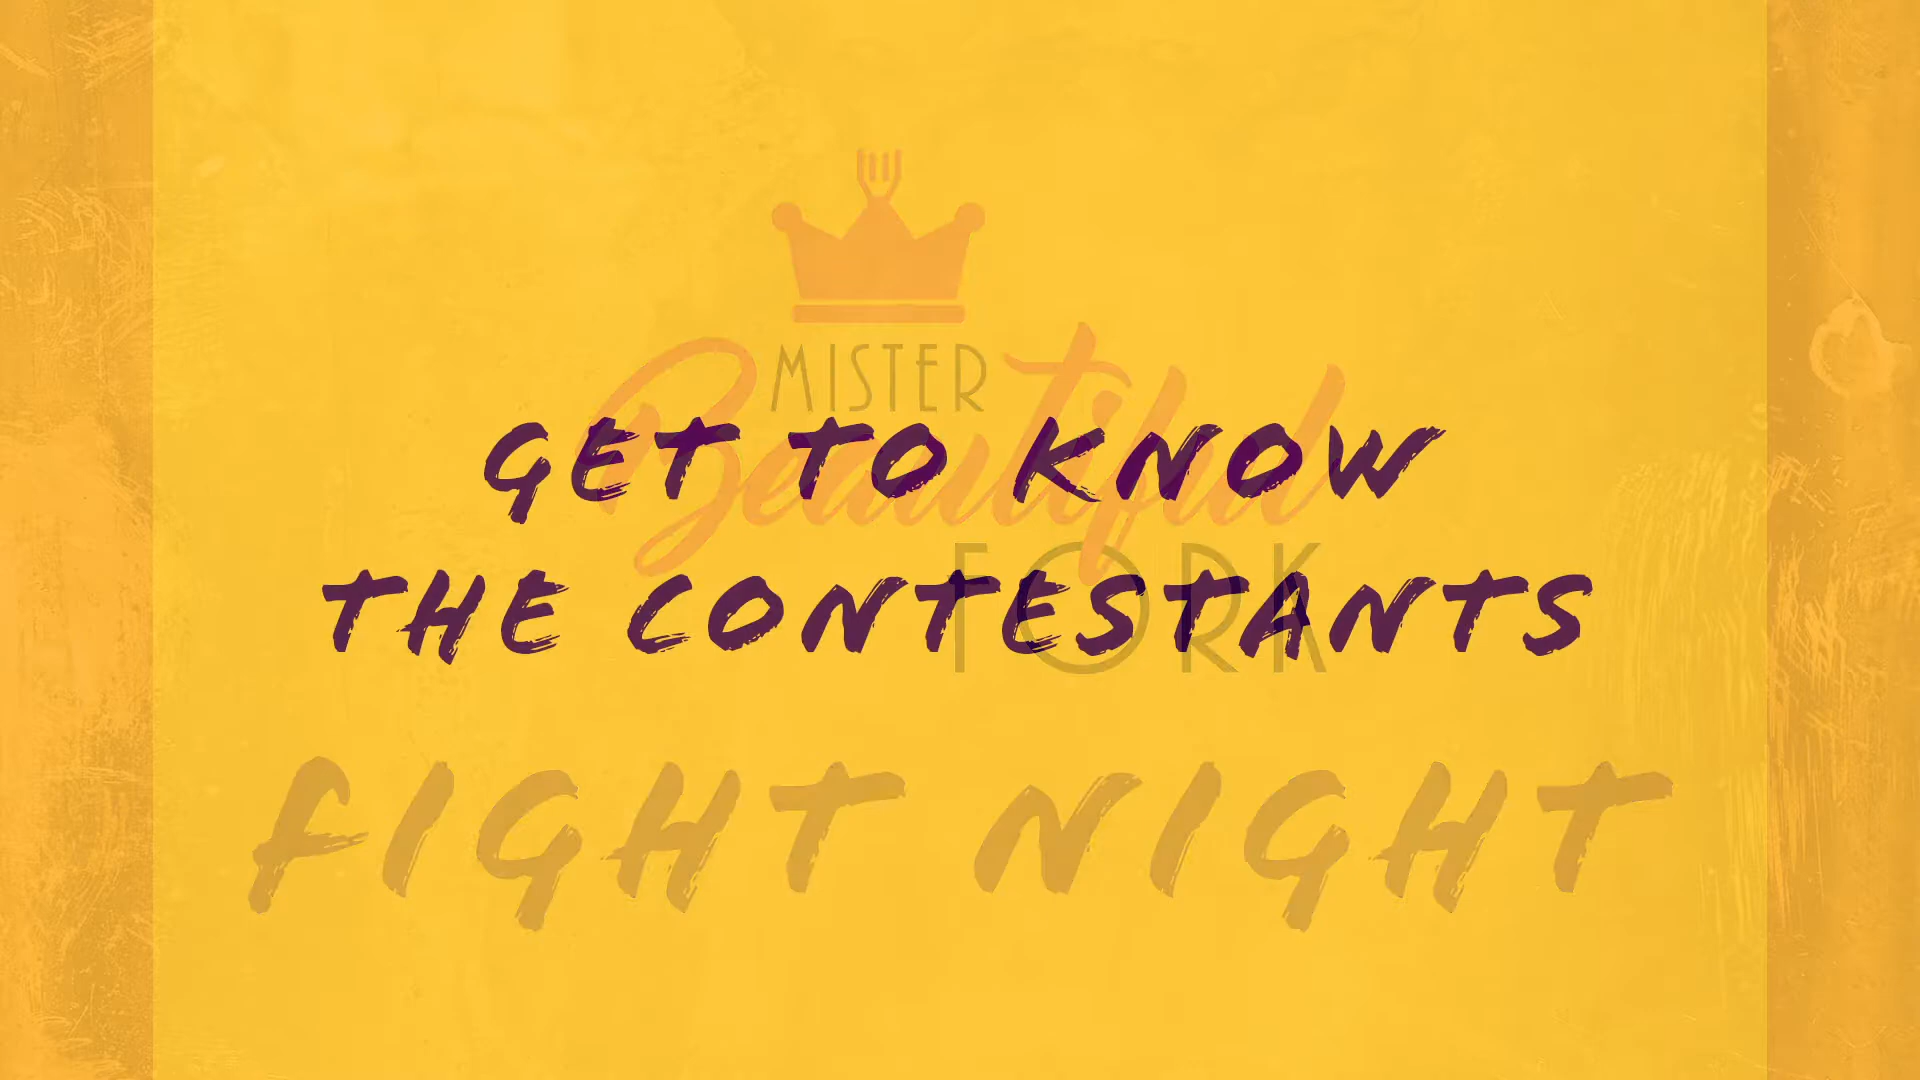 MISTER
Beautiful
GET TO KNOW
FORK
THE CONTESTANTS
FIGHT NIGHT